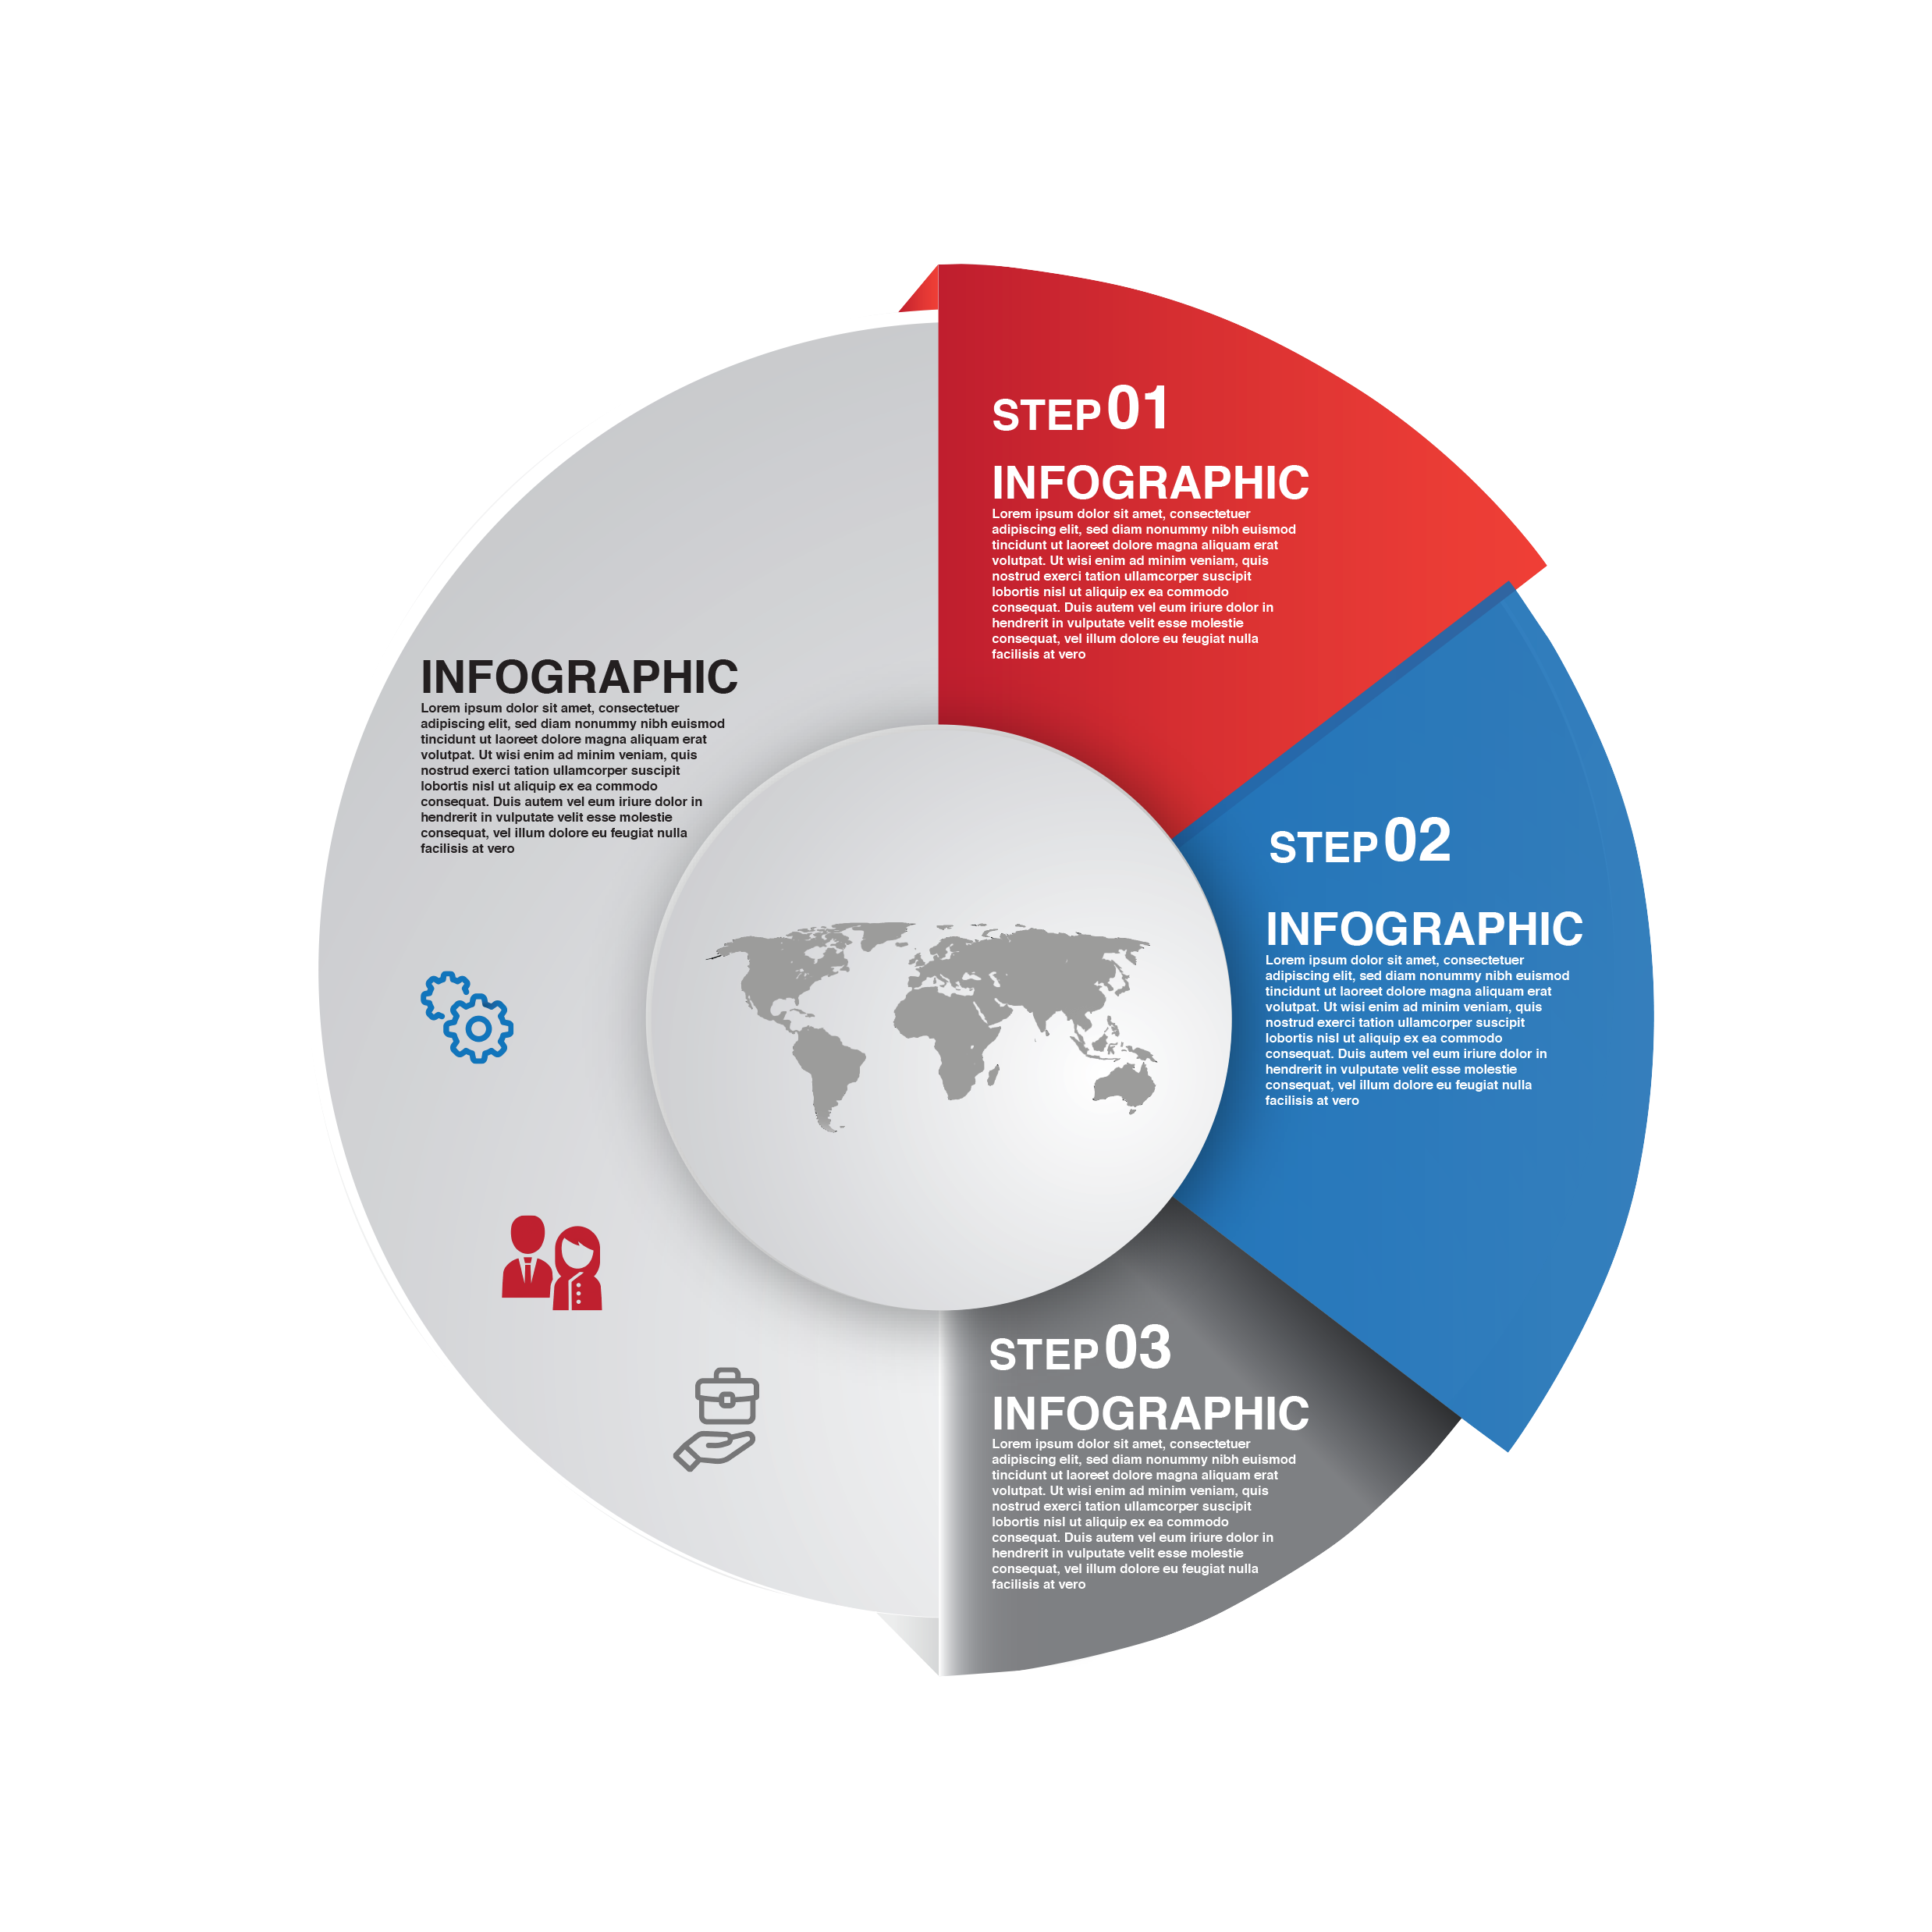 STEP 01
INFOGRAPHIC
Lorem ipsum dolor sit amet, consectetuer
adipiscing elit, sed diam nonummy nibh euismod
tincidunt ut laoreet dolore magna aliquam erat
volutpat. Ut wisi enim ad minim veniam, quis
nostrud exerci tation ullamcorper suscipit
lobortis nisl ut aliquip ex ea commodo
consequat. Duis autem vel eum iriure dolor in
hendrerit in vulputate velit esse molestie
consequat, vel illum dolore eu feugiat nulla
facilisis at vero
INFOGRAPHIC
Lorem ipsum dolor sit amet, consectetuer
adipiscing elit, sed diam nonummy nibh euismod
tincidunt ut laoreet dolore magna aliquam erat
volutpat. Ut wisi enim ad minim veniam, quis
nostrud exerci tation ullamcorper suscipit
lobortis nisl ut aliquip ex ea commodo
consequat. Duis autem vel eum iriure dolor in
hendrerit in vulputate velit esse molestie
consequat, vel illum dolore eu feugiat nulla
facilisis at vero
STEP 02
INFOGRAPHIC
Lorem ipsum dolor sit amet, consectetuer
adipiscing elit, sed diam nonummy nibh euismod
tincidunt ut laoreet dolore magna aliquam erat
volutpat. Ut wisi enim ad minim veniam, quis
nostrud exerci tation ullamcorper suscipit
lobortis nisl ut aliquip ex ea commodo
consequat. Duis autem vel eum iriure dolor in
hendrerit in vulputate velit esse molestie
consequat, vel illum dolore eu feugiat nulla
facilisis at vero
STEP 03
INFOGRAPHIC
Lorem ipsum dolor sit amet, consectetuer
adipiscing elit, sed diam nonummy nibh euismod
tincidunt ut laoreet dolore magna aliquam erat
volutpat. Ut wisi enim ad minim veniam, quis
nostrud exerci tation ullamcorper suscipit
lobortis nisl ut aliquip ex ea commodo
consequat. Duis autem vel eum iriure dolor in
hendrerit in vulputate velit esse molestie
consequat, vel illum dolore eu feugiat nulla
facilisis at vero